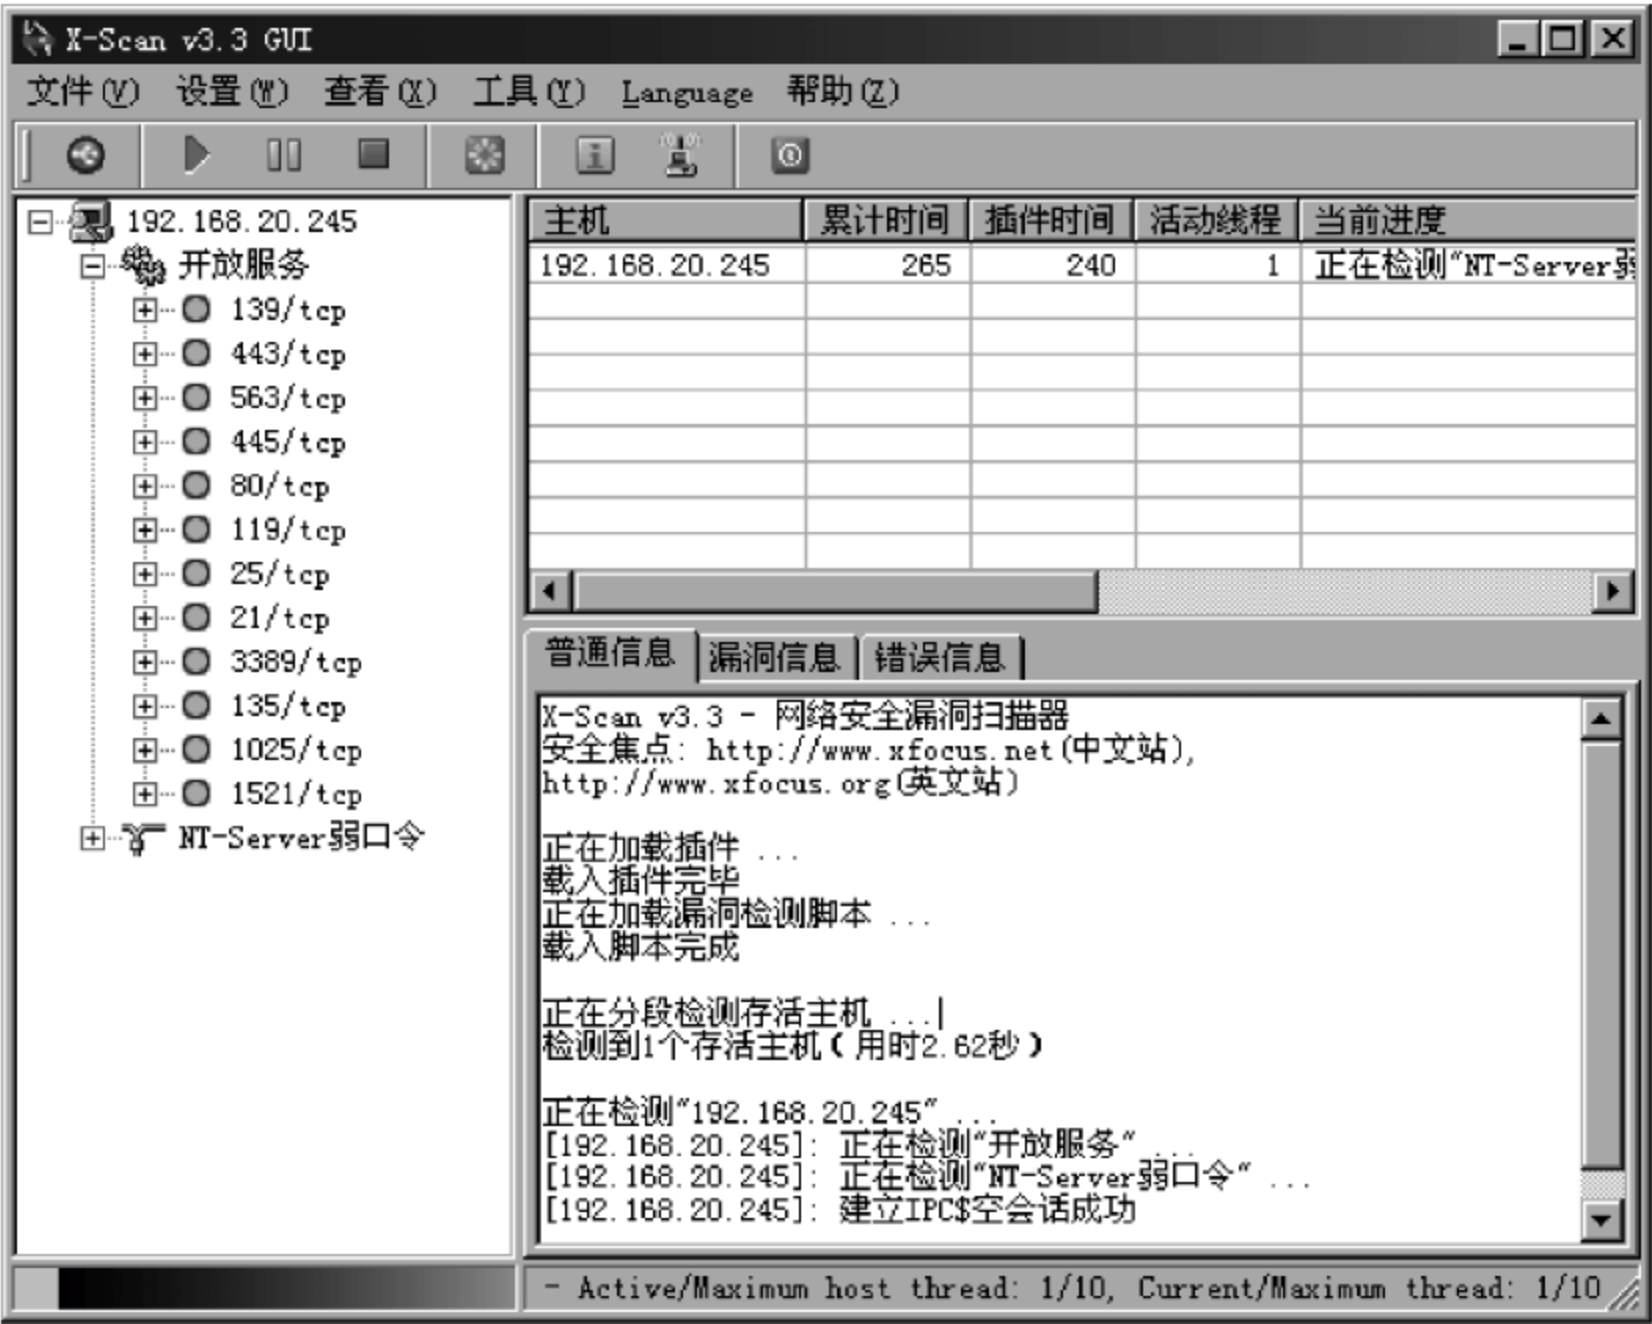 X-Scan v3.3 GUI
文件(V) 设置(W) 查看(X) 工具(Y) Language 帮助(Z)
192.168.20.245
开放服务
139/tcp
443/tcp
563/tcp
445/tcp
80/tcp
119/tcp
25/tcp
21/tcp
3389/tcp
135/tcp
1025/tcp
1521/tcp
NT-Server弱口令
主机 累计时间 插件时间 活动线程 当前进度
192.168.20.245 265 240 1 正在检测"NT-Server弱
普通信息 漏洞信息 错误信息
X-Scan v3.3 - 网络安全漏洞扫描器
安全焦点: http://www.xfocus.net(中文站),
http://www.xfocus.org(英文站)
正在加载插件 ...
载入插件完毕
正在加载漏洞检测脚本 ...
载入脚本完成
正在分段检测存活主机 ...
检测到1个存活主机(用时2.62秒)
正在检测"192.168.20.245" ...
[192.168.20.245]: 正在检测"开放服务" ...
[192.168.20.245]: 正在检测"NT-Server弱口令" ...
[192.168.20.245]: 建立IPC$空会话成功
- Active/Maximum host thread: 1/10, Current/Maximum thread: 1/10